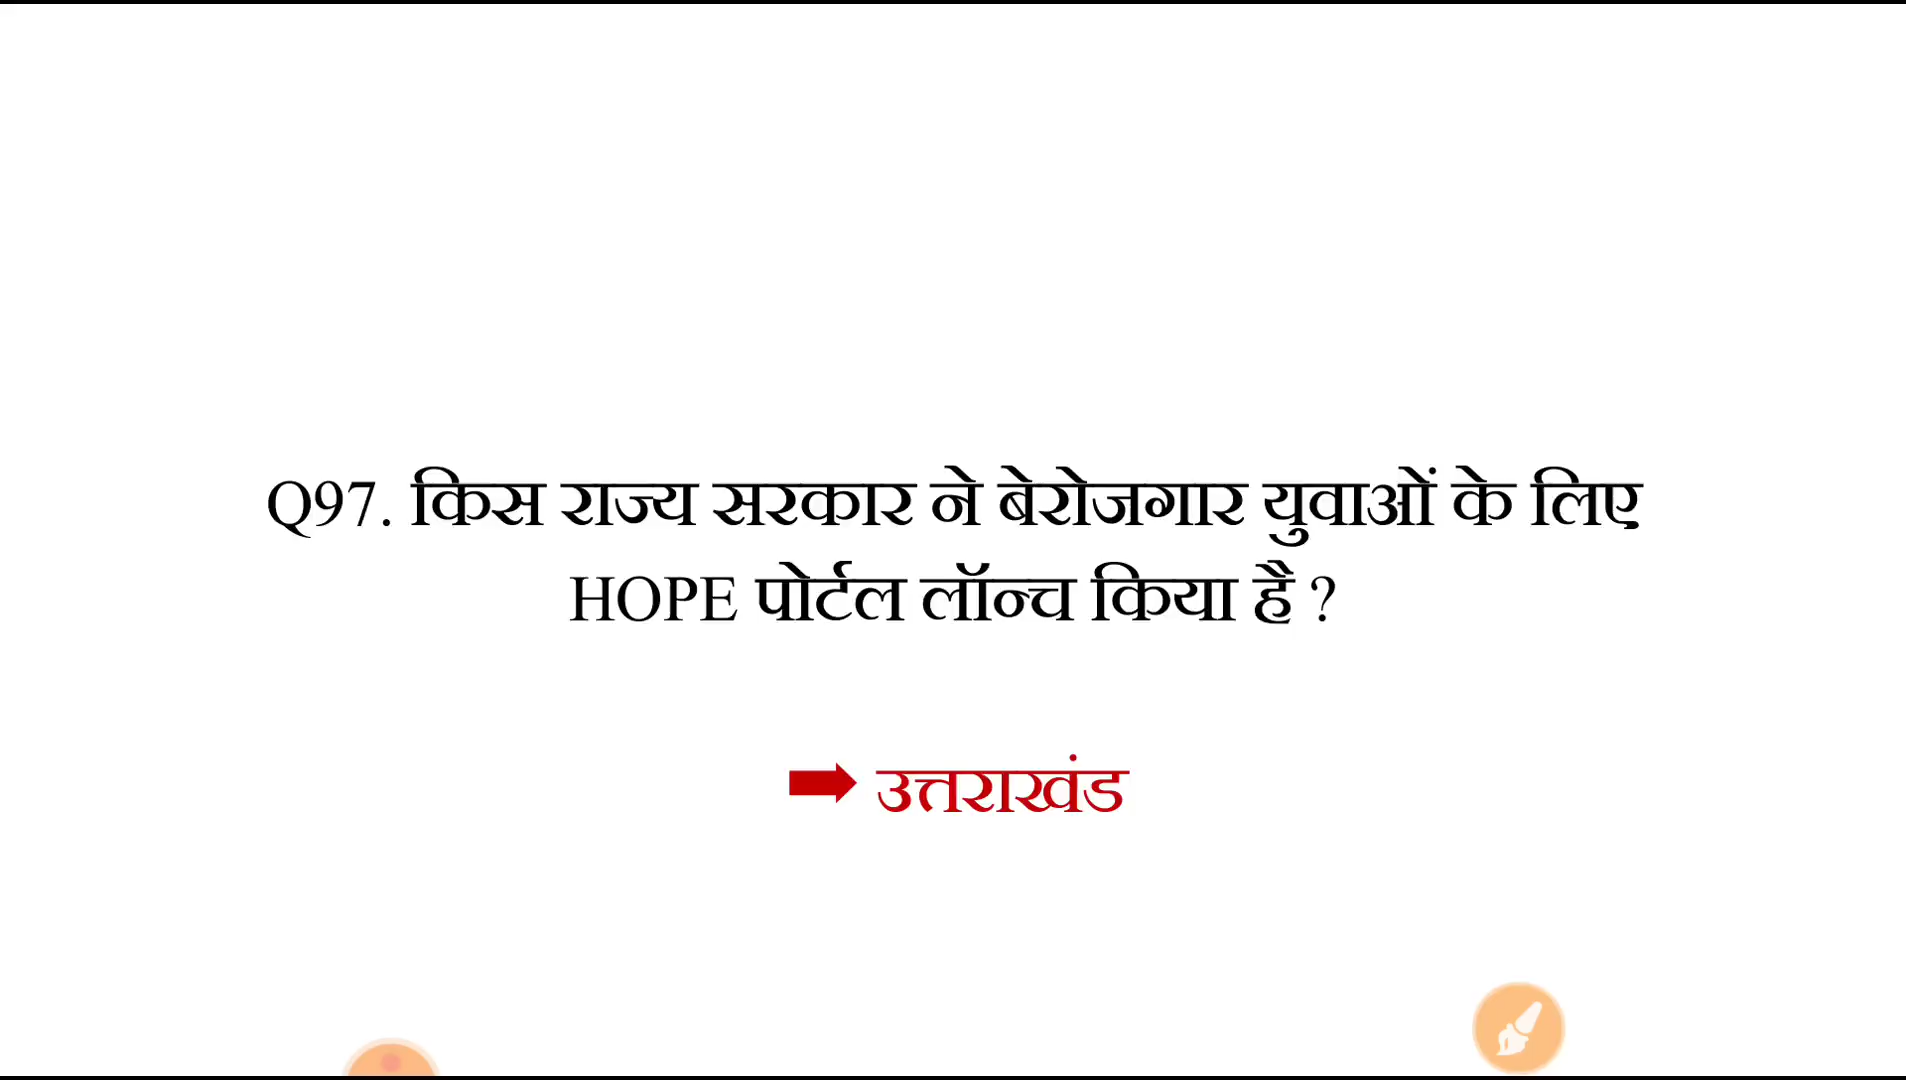 Q97. किस राज्य सरकार ने बेरोजगार युवाओं के लिए
HOPE पोर्टल लॉन्च किया है ?
➡ उत्तराखंड